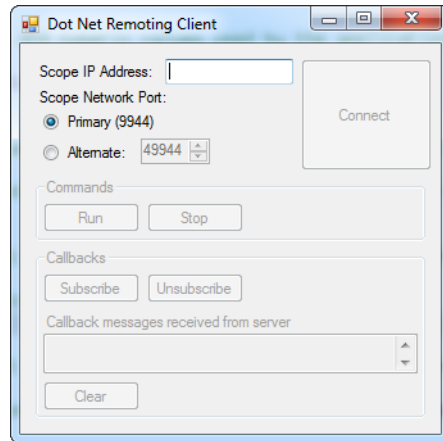 Dot Net Remoting Client
Scope IP Address:
Scope Network Port:
Primary (9944)
Alternate: 49944
Connect
Commands
Run Stop
Callbacks
Subscribe Unsubscribe
Callback messages received from server
Clear